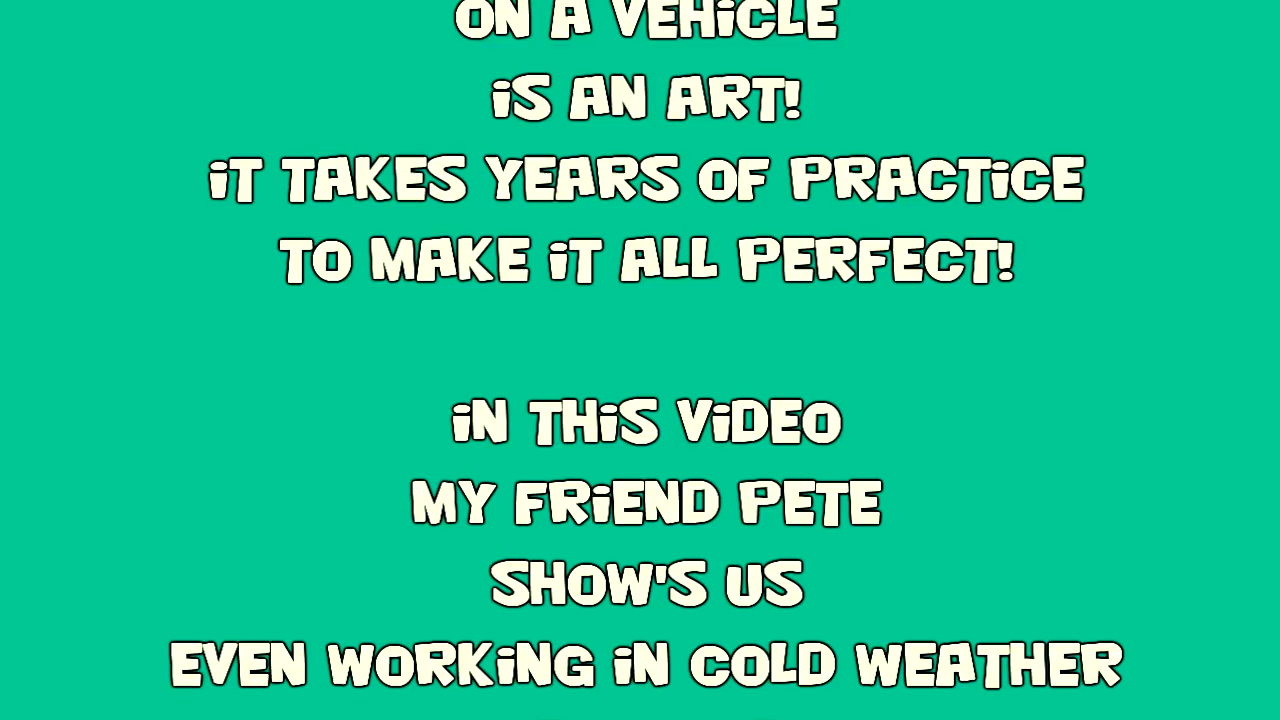 ON A VEHiCLE
iS AN ART!
iT TAKES YEARS OF PRACTiCE
TO MAKE iT ALL PERFECT!
iN THiS ViDEO
MY FRiEND PETE
SHOW'S US
EVEN WORKiNG iN COLD WEATHER